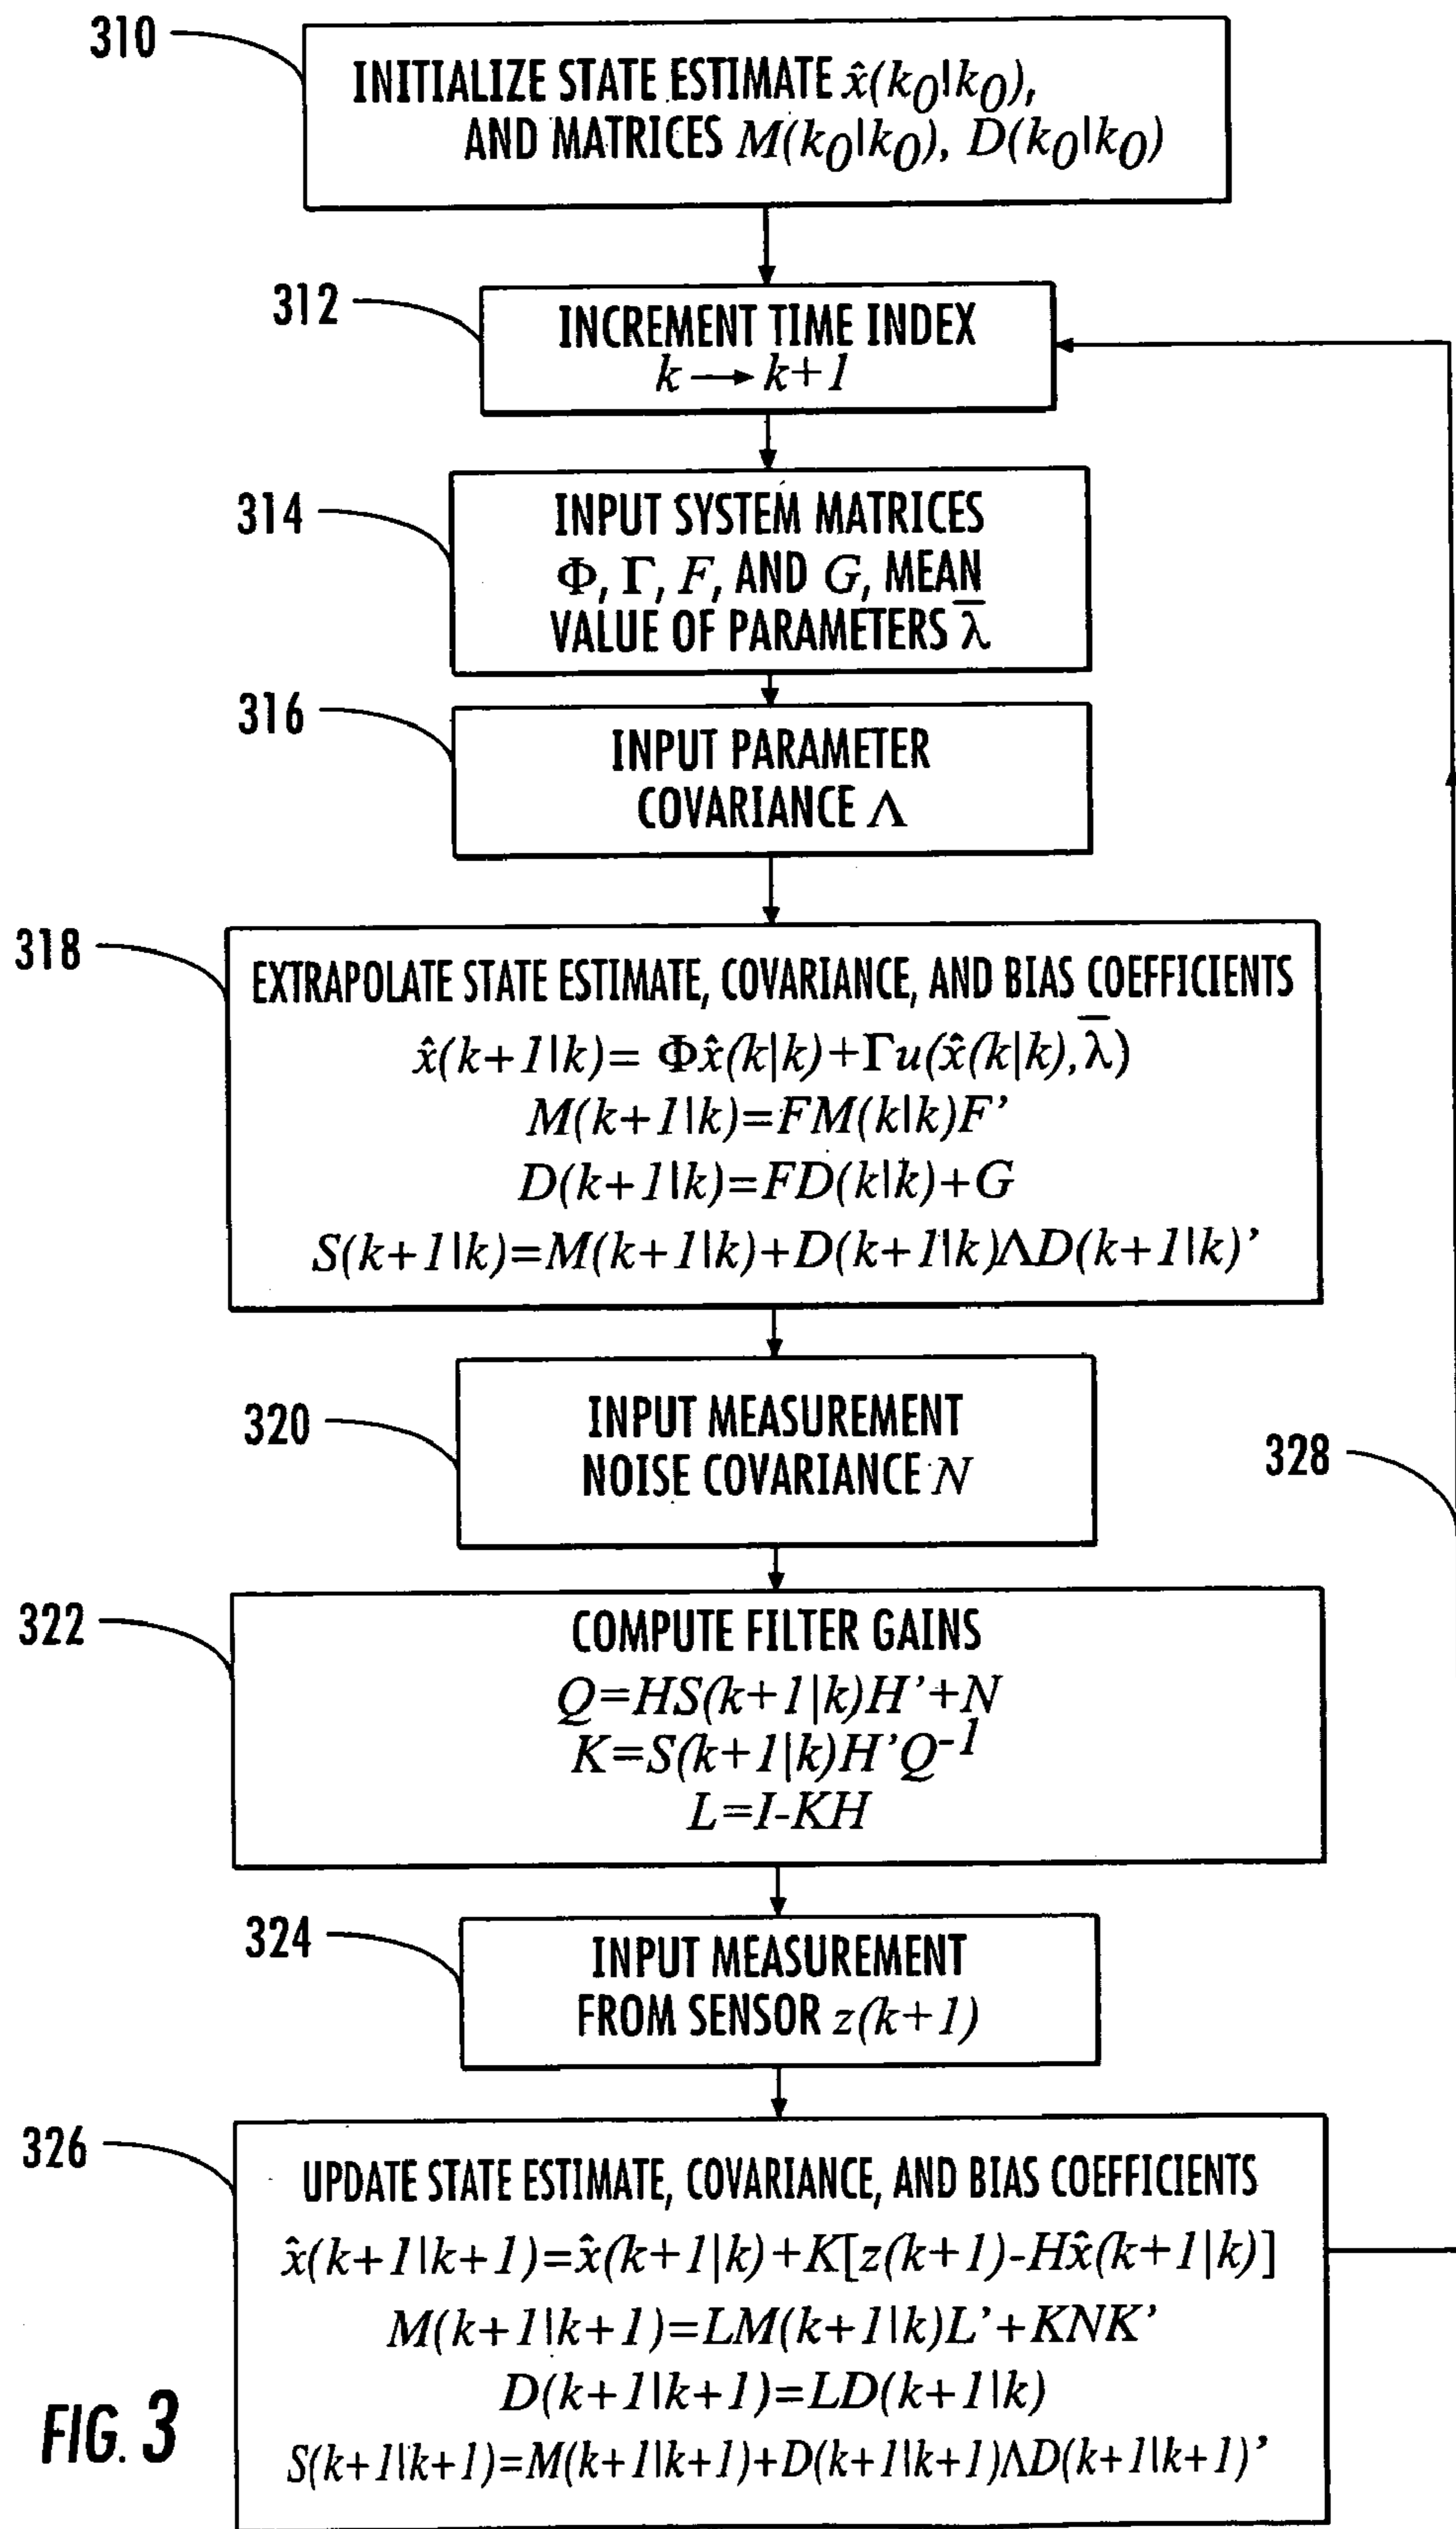 310
INITIALIZE STATE ESTIMATE x̂(k₀|k₀),
AND MATRICES M(k₀|k₀), D(k₀|k₀)
312
INCREMENT TIME INDEX
k → k+1
314
INPUT SYSTEM MATRICES
Φ, Γ, F, AND G, MEAN
VALUE OF PARAMETERS λ̅
316
INPUT PARAMETER
COVARIANCE Λ
318
EXTRAPOLATE STATE ESTIMATE, COVARIANCE, AND BIAS COEFFICIENTS
x̂(k+1|k)= Φx̂(k|k)+Γu(x̂(k|k),λ̅)
M(k+1|k)=FM(k|k)F'
D(k+1|k)=FD(k|k)+G
S(k+1|k)=M(k+1|k)+D(k+1|k)ΛD(k+1|k)'
320
INPUT MEASUREMENT
NOISE COVARIANCE N
328
322
COMPUTE FILTER GAINS
Q=HS(k+1|k)H'+N
K=S(k+1|k)H'Q⁻¹
L=I-KH
324
INPUT MEASUREMENT
FROM SENSOR z(k+1)
326
UPDATE STATE ESTIMATE, COVARIANCE, AND BIAS COEFFICIENTS
x̂(k+1|k+1)=x̂(k+1|k)+K[z(k+1)-Hx̂(k+1|k)]
M(k+1|k+1)=LM(k+1|k)L'+KNK'
D(k+1|k+1)=LD(k+1|k)
S(k+1|k+1)=M(k+1|k+1)+D(k+1|k+1)ΛD(k+1|k+1)'
FIG. 3